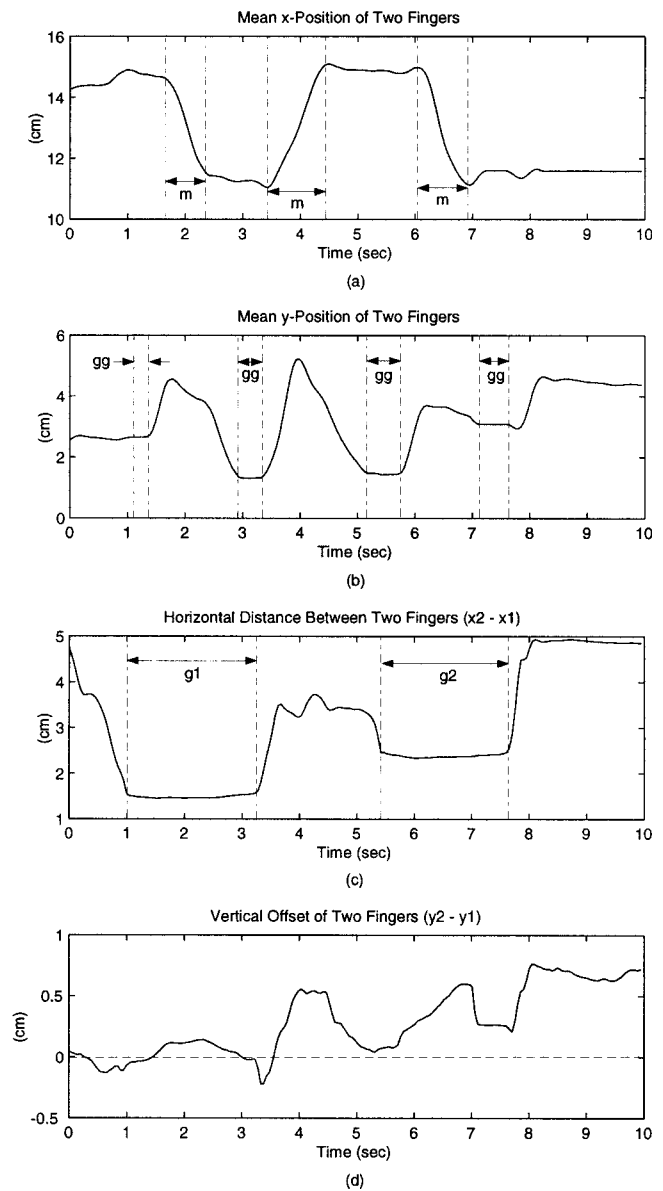 Mean x-Position of Two Fingers
16
14
(cm)
12
10
m
m
m
0 1 2 3 4 5 6 7 8 9 10
Time (sec)
(a)
Mean y-Position of Two Fingers
6
gg
gg
gg
gg
4
(cm)
2
0
0 1 2 3 4 5 6 7 8 9 10
Time (sec)
(b)
Horizontal Distance Between Two Fingers (x2 - x1)
5
g1
g2
4
(cm)
3
2
1
0 1 2 3 4 5 6 7 8 9 10
Time (sec)
(c)
Vertical Offset of Two Fingers (y2 - y1)
1
0.5
(cm)
0
-0.5
0 1 2 3 4 5 6 7 8 9 10
Time (sec)
(d)